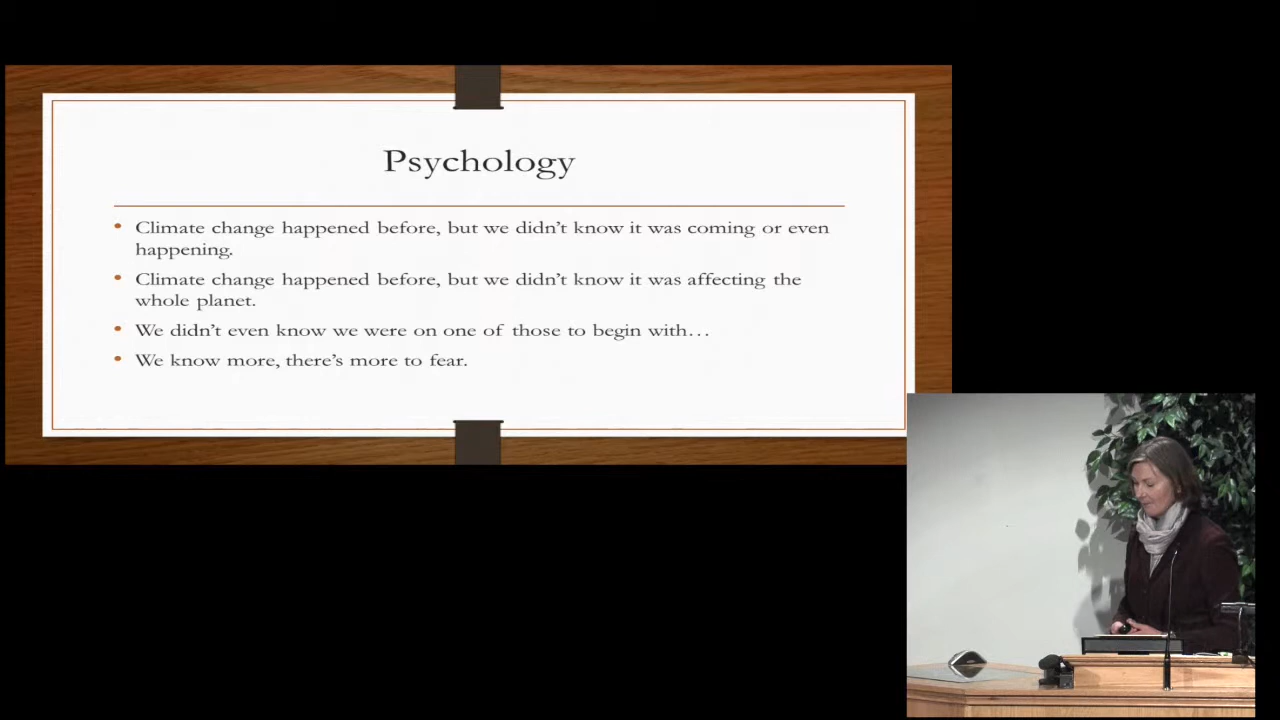 Psychology
• Climate change happened before, but we didn't know it was coming or even
happening.
• Climate change happened before, but we didn't know it was affecting the
whole planet.
• We didn't even know we were on one of those to begin with…
• We know more, there's more to fear.